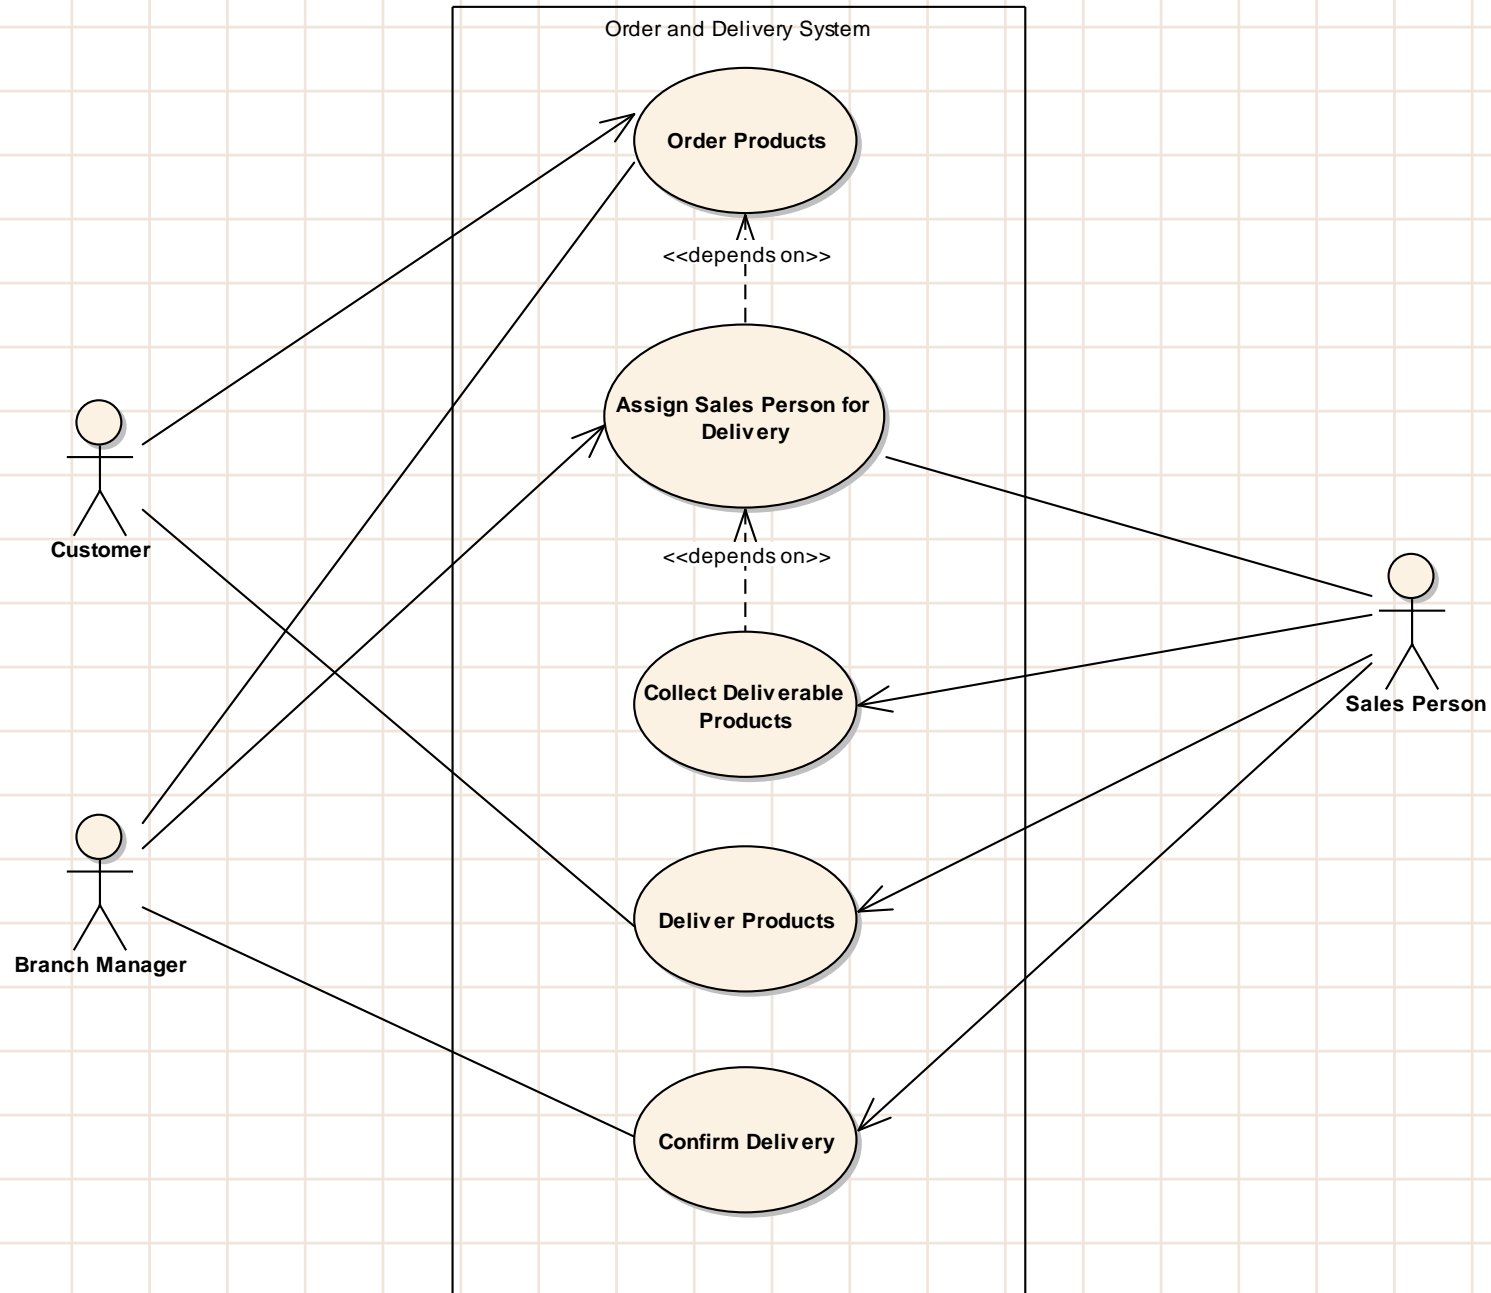 Order and Delivery System
Order Products
<<depends on>>
Assign Sales Person for
Delivery
<<depends on>>
Customer
Collect Deliverable
Products
Sales Person
Deliver Products
Branch Manager
Confirm Delivery